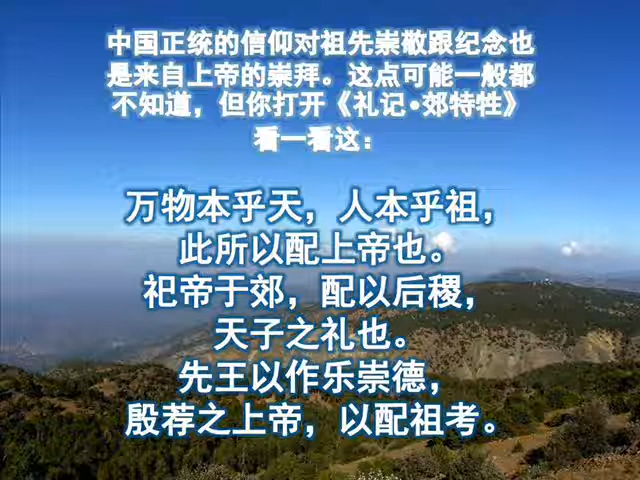 中国正统的信仰对祖先崇敬跟纪念也
是来自上帝的崇拜。这点可能一般都
不知道，但你打开《礼记•郊特牲》
看一看这：
万物本乎天，人本乎祖，
此所以配上帝也。
祀帝于郊，配以后稷，
天子之礼也。
先王以作乐崇德，
殷荐之上帝，以配祖考。